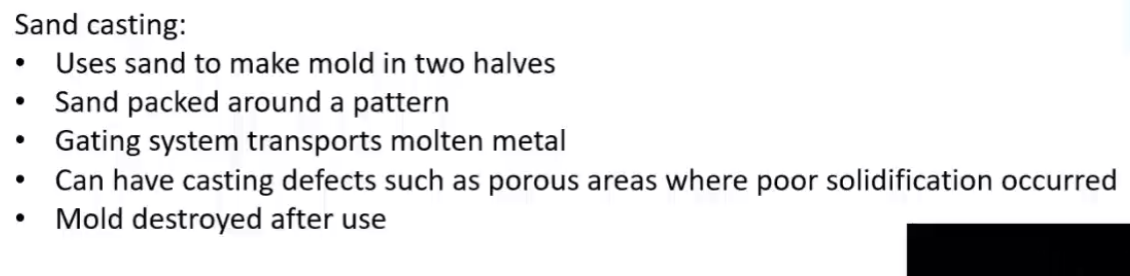 Sand casting:
• Uses sand to make mold in two halves
• Sand packed around a pattern
• Gating system transports molten metal
• Can have casting defects such as porous areas where poor solidification occurred
• Mold destroyed after use